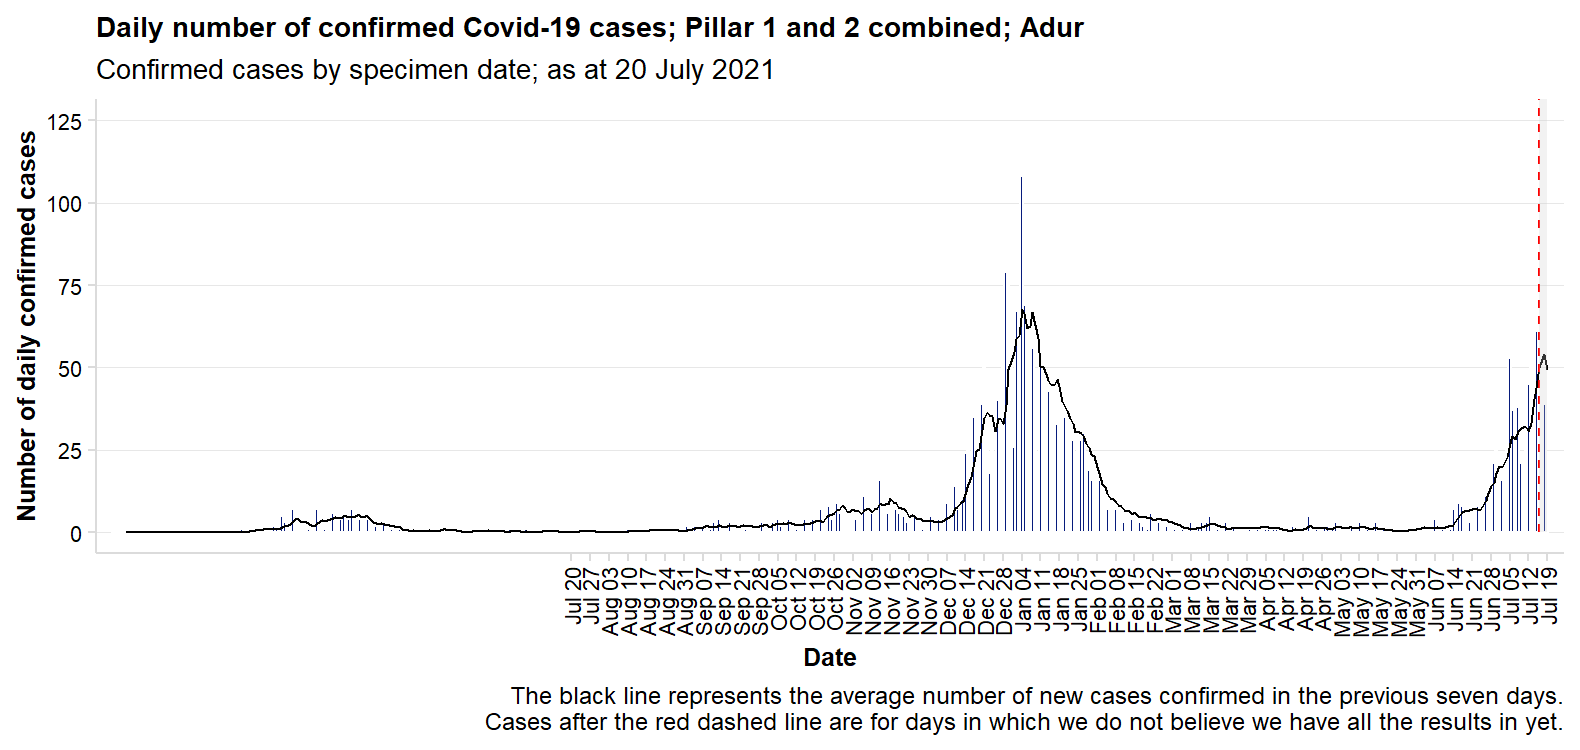 Daily number of confirmed Covid-19 cases; Pillar 1 and 2 combined; Adur
Confirmed cases by specimen date; as at 20 July 2021
Number of daily confirmed cases
125
100
75
50
25
0
Jul 20
Jul 27
Aug 03
Aug 10
Aug 17
Aug 24
Aug 31
Sep 07
Sep 14
Sep 21
Sep 28
Oct 05
Oct 12
Oct 19
Oct 26
Nov 02
Nov 09
Nov 16
Nov 23
Nov 30
Dec 07
Dec 14
Dec 21
Dec 28
Jan 04
Jan 11
Jan 18
Jan 25
Feb 01
Feb 08
Feb 15
Feb 22
Mar 01
Mar 08
Mar 15
Mar 22
Mar 29
Apr 05
Apr 12
Apr 19
Apr 26
May 03
May 10
May 17
May 24
May 31
Jun 07
Jun 14
Jun 21
Jun 28
Jul 05
Jul 12
Jul 19
Date
The black line represents the average number of new cases confirmed in the previous seven days.
Cases after the red dashed line are for days in which we do not believe we have all the results in yet.